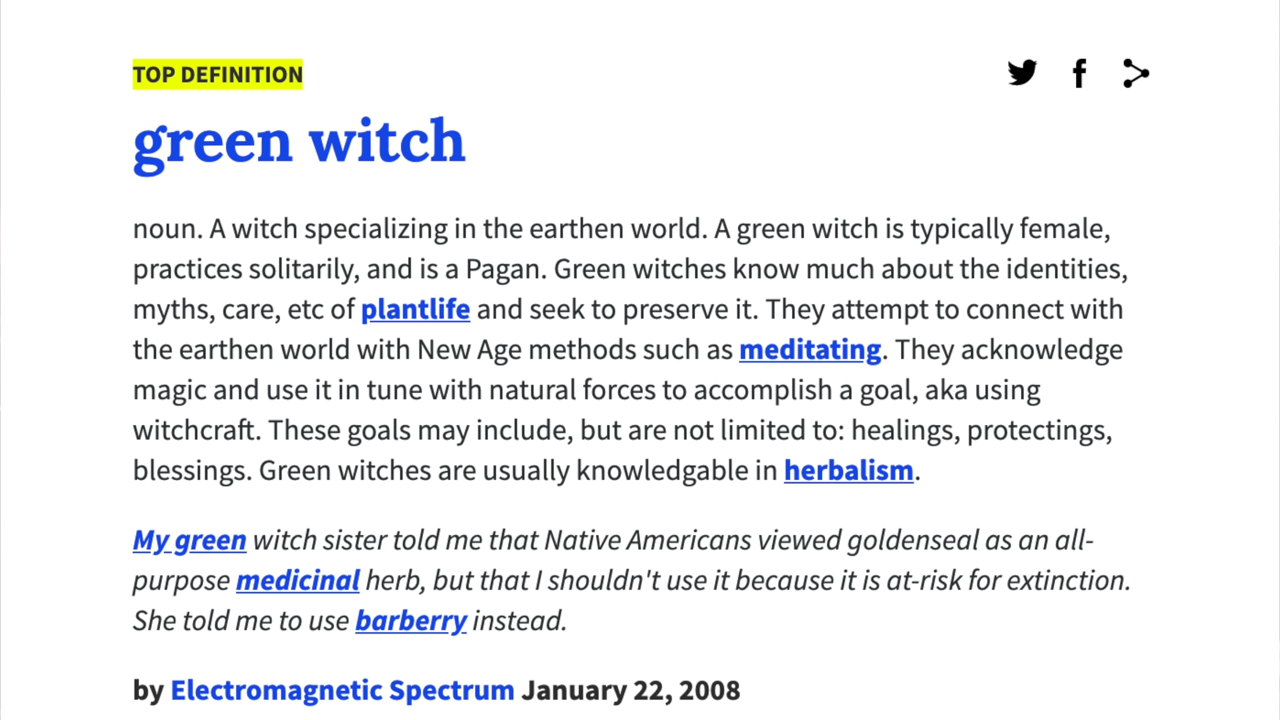 TOP DEFINITION
green witch
noun. A witch specializing in the earthen world. A green witch is typically female,
practices solitarily, and is a Pagan. Green witches know much about the identities,
myths, care, etc of plantlife and seek to preserve it. They attempt to connect with
the earthen world with New Age methods such as meditating. They acknowledge
magic and use it in tune with natural forces to accomplish a goal, aka using
witchcraft. These goals may include, but are not limited to: healings, protectings,
blessings. Green witches are usually knowledgable in herbalism.
My green witch sister told me that Native Americans viewed goldenseal as an all-
purpose medicinal herb, but that I shouldn't use it because it is at-risk for extinction.
She told me to use barberry instead.
by Electromagnetic Spectrum January 22, 2008